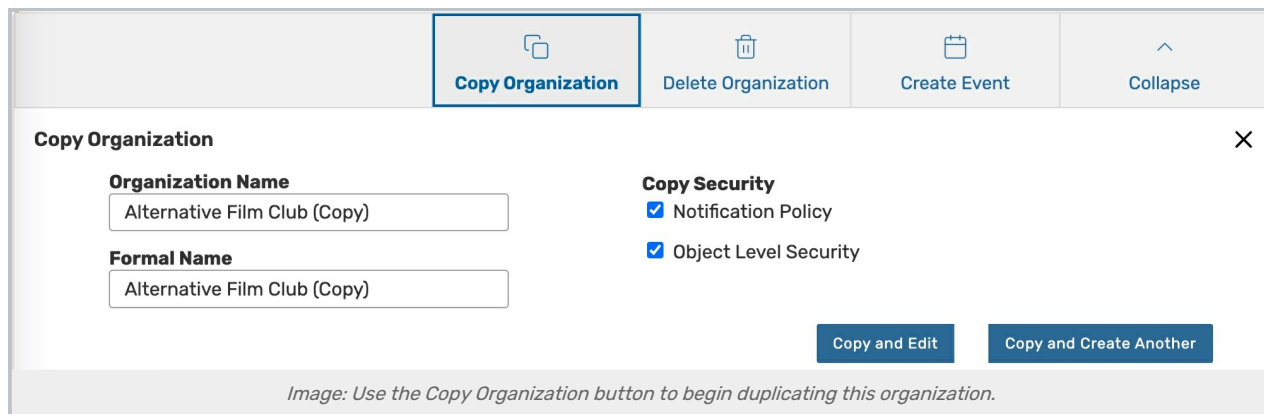 Copy Organization
Delete Organization
Create Event
Collapse
Copy Organization
Organization Name
Alternative Film Club (Copy)
Formal Name
Alternative Film Club (Copy)
Copy Security
Notification Policy
Object Level Security
Copy and Edit
Copy and Create Another
Image: Use the Copy Organization button to begin duplicating this organization.